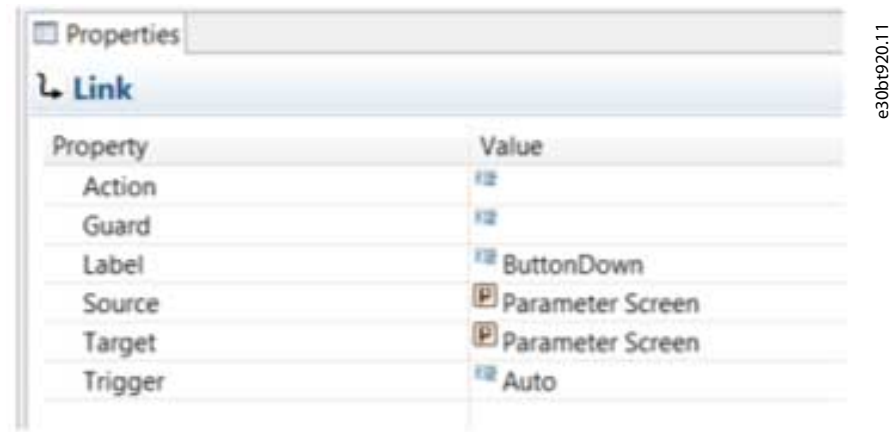 Properties
Link
Property Value
Action
Guard
Label ButtonDown
Source Parameter Screen
Target Parameter Screen
Trigger Auto
e30bt920.11